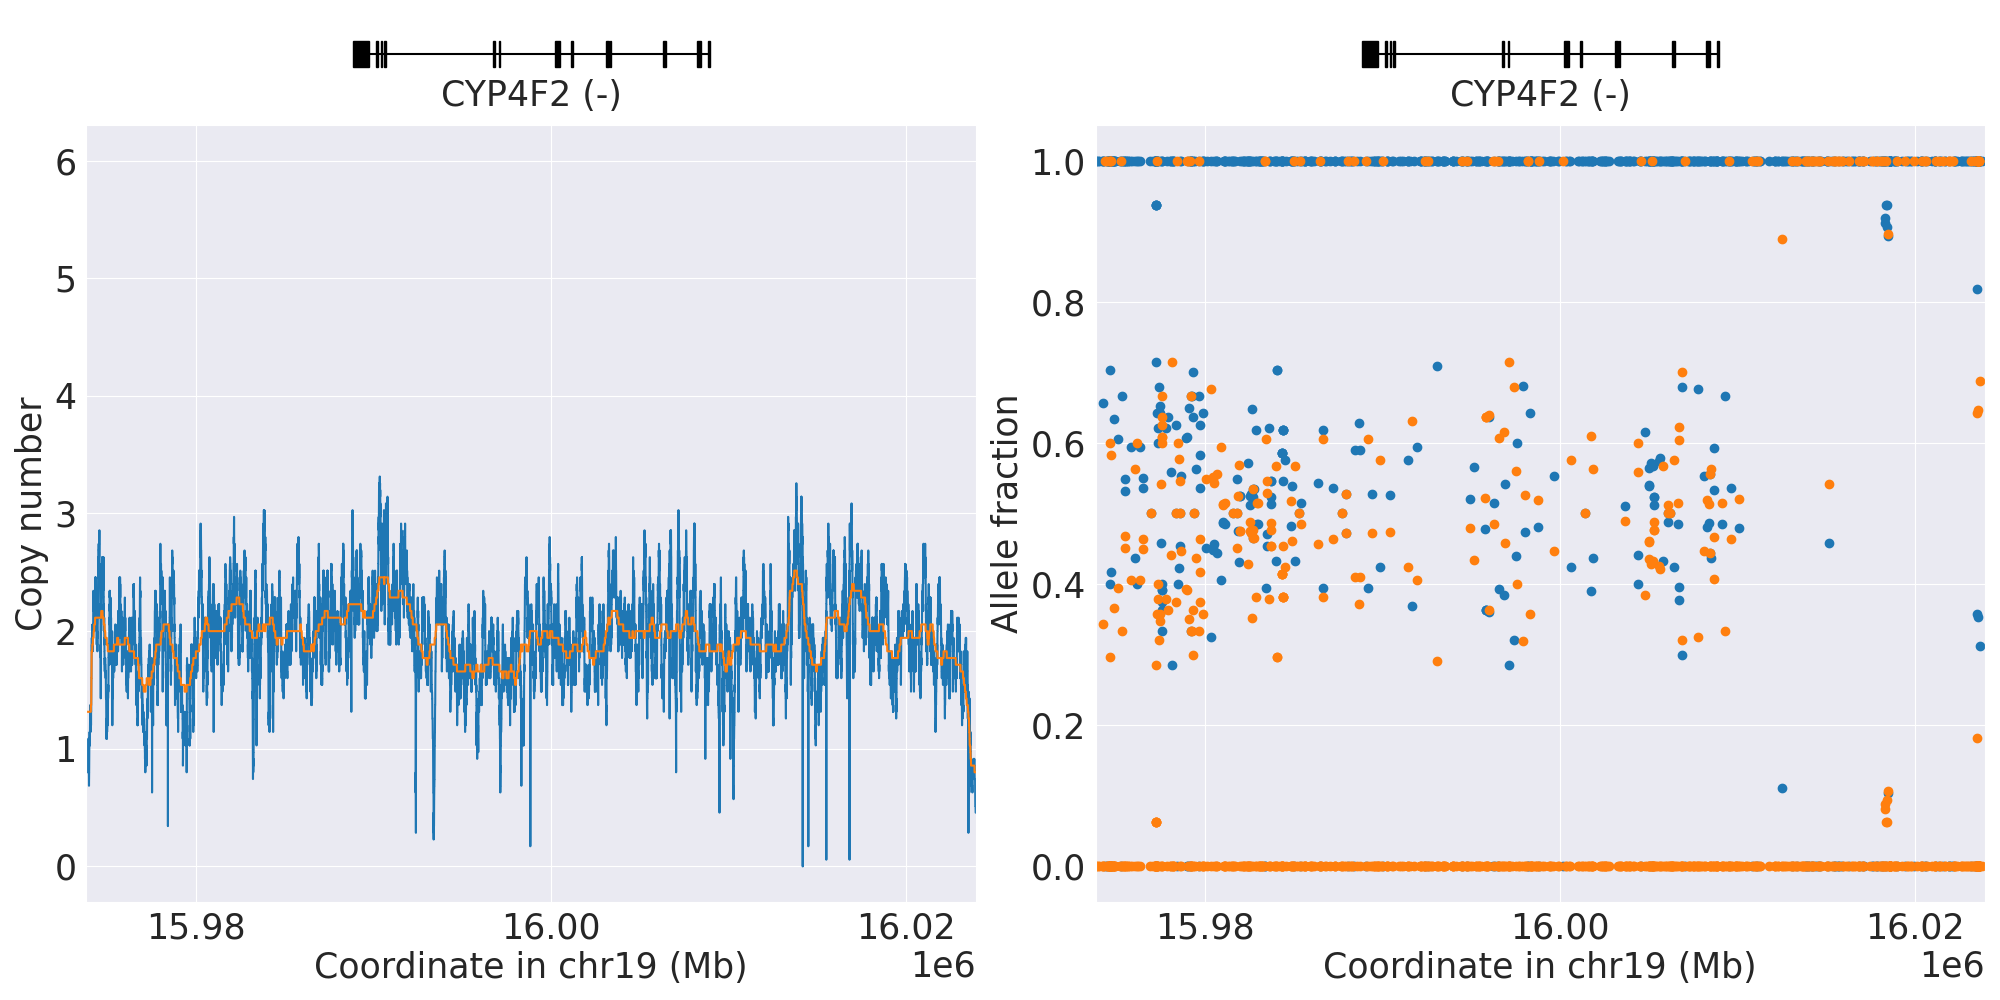 CYP4F2 (-)
6
5
4
3
2
1
0
Copy number
15.98
16.00
16.02
Coordinate in chr19 (Mb)
1e6
CYP4F2 (-)
1.0
0.8
0.6
0.4
0.2
0.0
Allele fraction
15.98
16.00
16.02
Coordinate in chr19 (Mb)
1e6